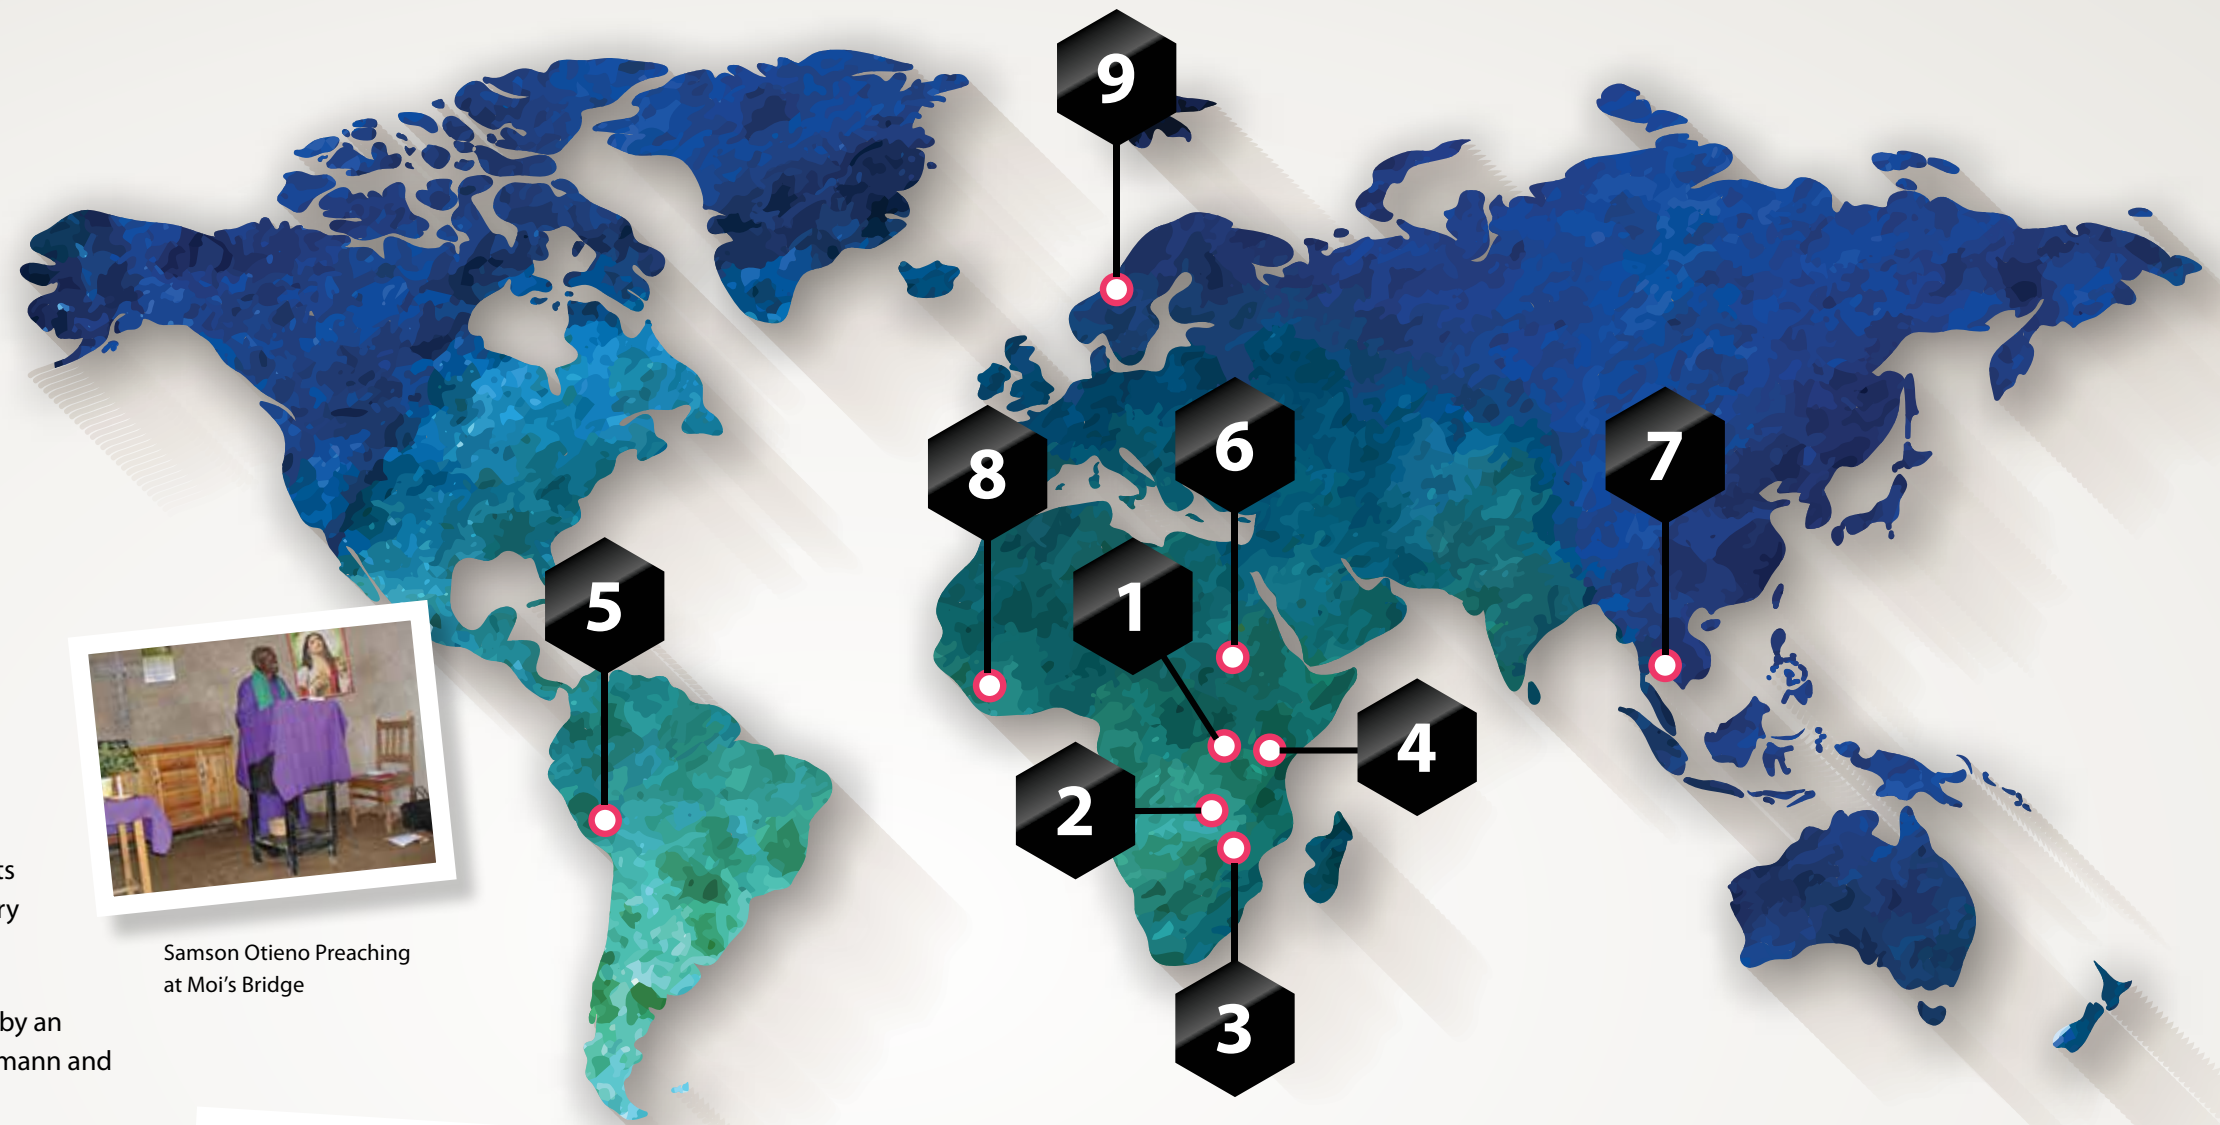 9
6
7
8
5
1
4
2
3
ts
ry
Samson Otieno Preaching
at Moi's Bridge
by an
mann and